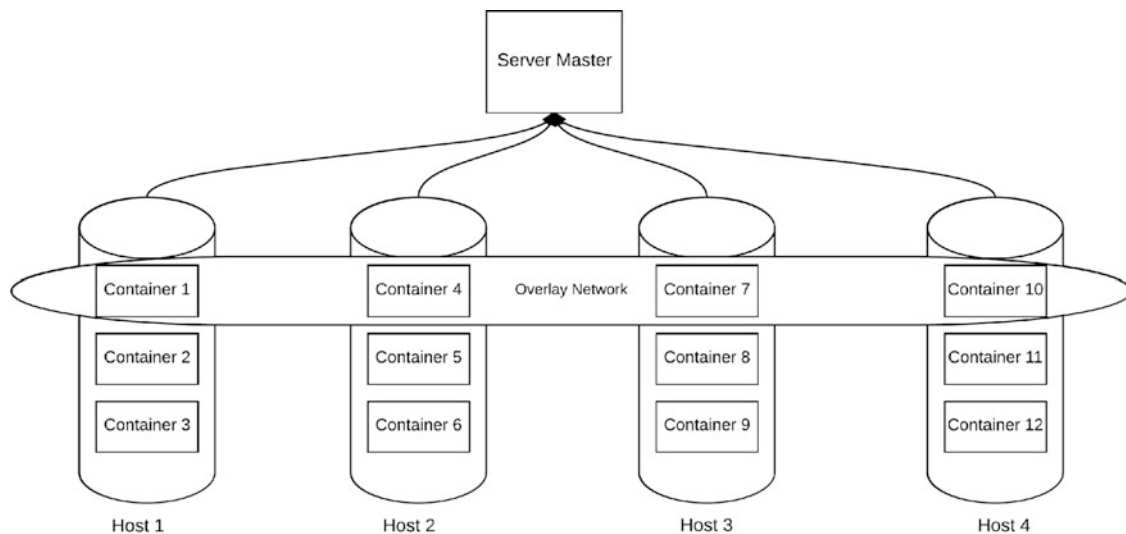 Server Master
Container 1
Container 4
Overlay Network
Container 7
Container 10
Container 2
Container 5
Container 8
Container 11
Container 3
Container 6
Container 9
Container 12
Host 1
Host 2
Host 3
Host 4